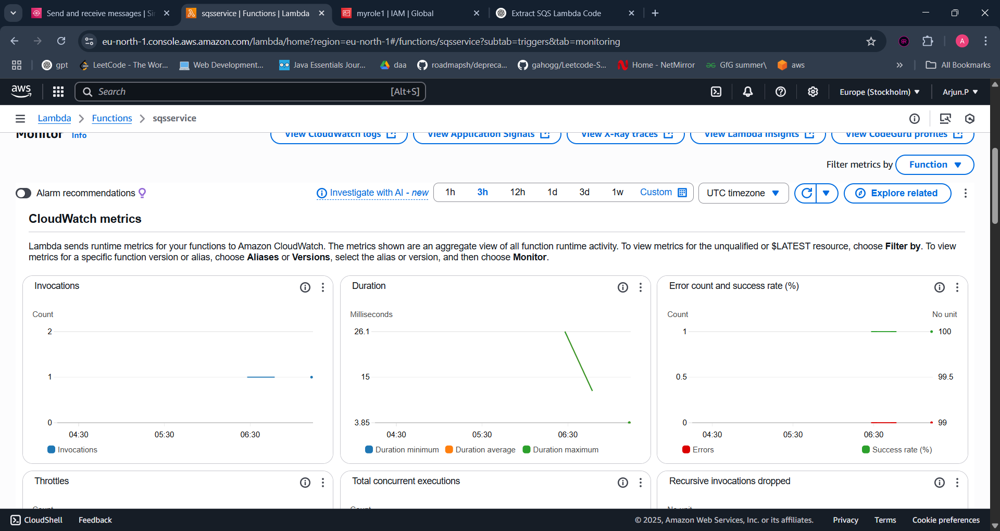 Send and receive messages | Sir
sqsservice | Functions | Lambda
myrole1 | IAM | Global
Extract SQS Lambda Code
eu-north-1.console.aws.amazon.com/lambda/home?region=eu-north-1#/functions/sqsservice?subtab=triggers&tab=monitoring
A
gpt
LeetCode - The Wor...
Web Development...
Java Essentials Jour...
daa
roadmapsh/depreca...
gahogg/Leetcode-S...
Home - NetMirror
GfG summer\
aws
All Bookmarks
aws
Search
[Alt+S]
Europe (Stockholm)
Arjun.P
Lambda
Functions
sqsservice
Monitor Info
View CloudWatch logs
View Application Signals
View X-Ray traces
View Lambda Insights
View CodeGuru profiles
Filter metrics by Function
Alarm recommendations
Investigate with AI - new
1h
3h
12h
1d
3d
1w
Custom
UTC timezone
Explore related
CloudWatch metrics
Lambda sends runtime metrics for your functions to Amazon CloudWatch. The metrics shown are an aggregate view of all function runtime activity. To view metrics for the unqualified or $LATEST resource, choose Filter by. To view
metrics for a specific function version or alias, choose Aliases or Versions, select the alias or version, and then choose Monitor.
Invocations
Count
2
1
0
04:30
05:30
06:30
Invocations
Duration
Milliseconds
26.1
15
3.85
04:30
05:30
06:30
Duration minimum
Duration average
Duration maximum
Error count and success rate (%)
Count
No unit
1
100
0.5
99.5
0
99
04:30
05:30
06:30
Errors
Success rate (%)
Throttles
Count
Total concurrent executions
Count
Recursive invocations dropped
No unit
CloudShell
Feedback
© 2025, Amazon Web Services, Inc. or its affiliates.
Privacy
Terms
Cookie preferences